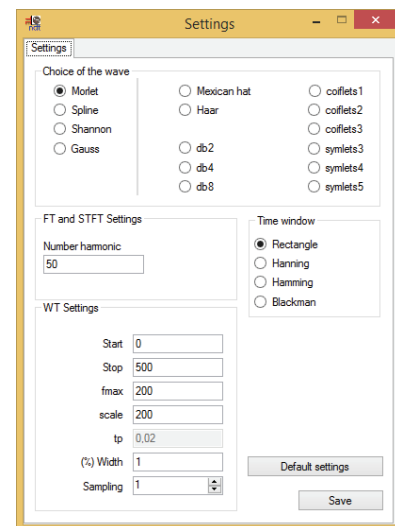 Settings
Settings
Choice of the wave
Morlet
Spline
Shannon
Gauss
Mexican hat
Haar
db2
db4
db8
coiflets1
coiflets2
coiflets3
symlets3
symlets4
symlets5
FT and STFT Settings
Number harmonic
50
Time window
Rectangle
Hanning
Hamming
Blackman
WT Settings
Start 0
Stop 500
fmax 200
scale 200
tp 0,02
(%) Width 1
Sampling 1
Default settings
Save